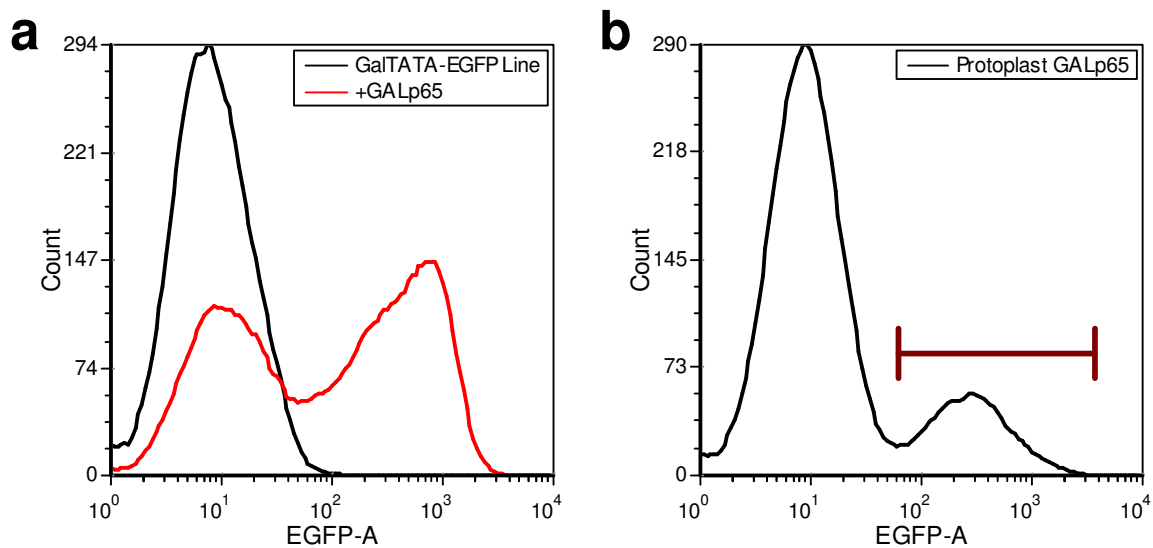 a
294
221
147
74
0
Count
GalTATA-EGFP Line
+GALp65
10^0 10^1 10^2 10^3 10^4
EGFP-A
b
290
218
145
73
0
Count
Protoplast GALp65
10^0 10^1 10^2 10^3 10^4
EGFP-A